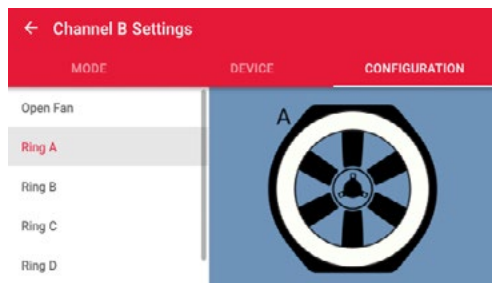 ← Channel B Settings
MODE DEVICE CONFIGURATION
Open Fan
A
Ring A
Ring B
Ring C
Ring D